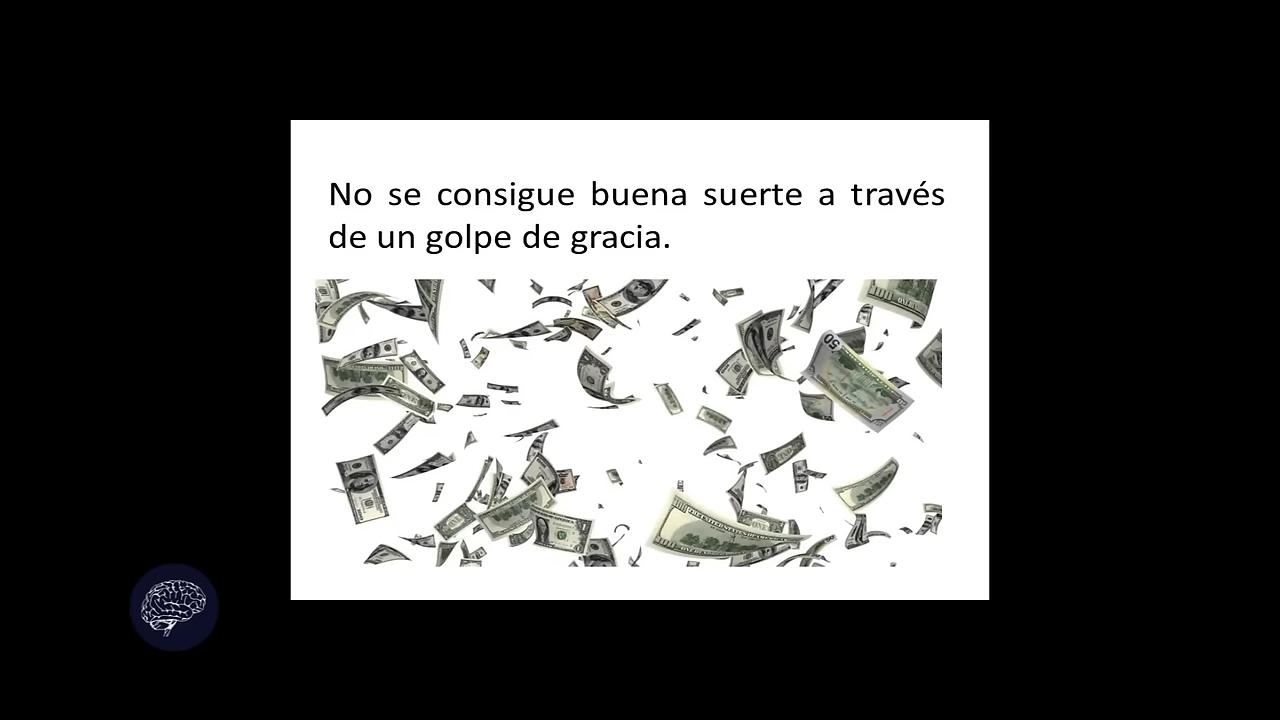 No se consigue buena suerte a través
de un golpe de gracia.